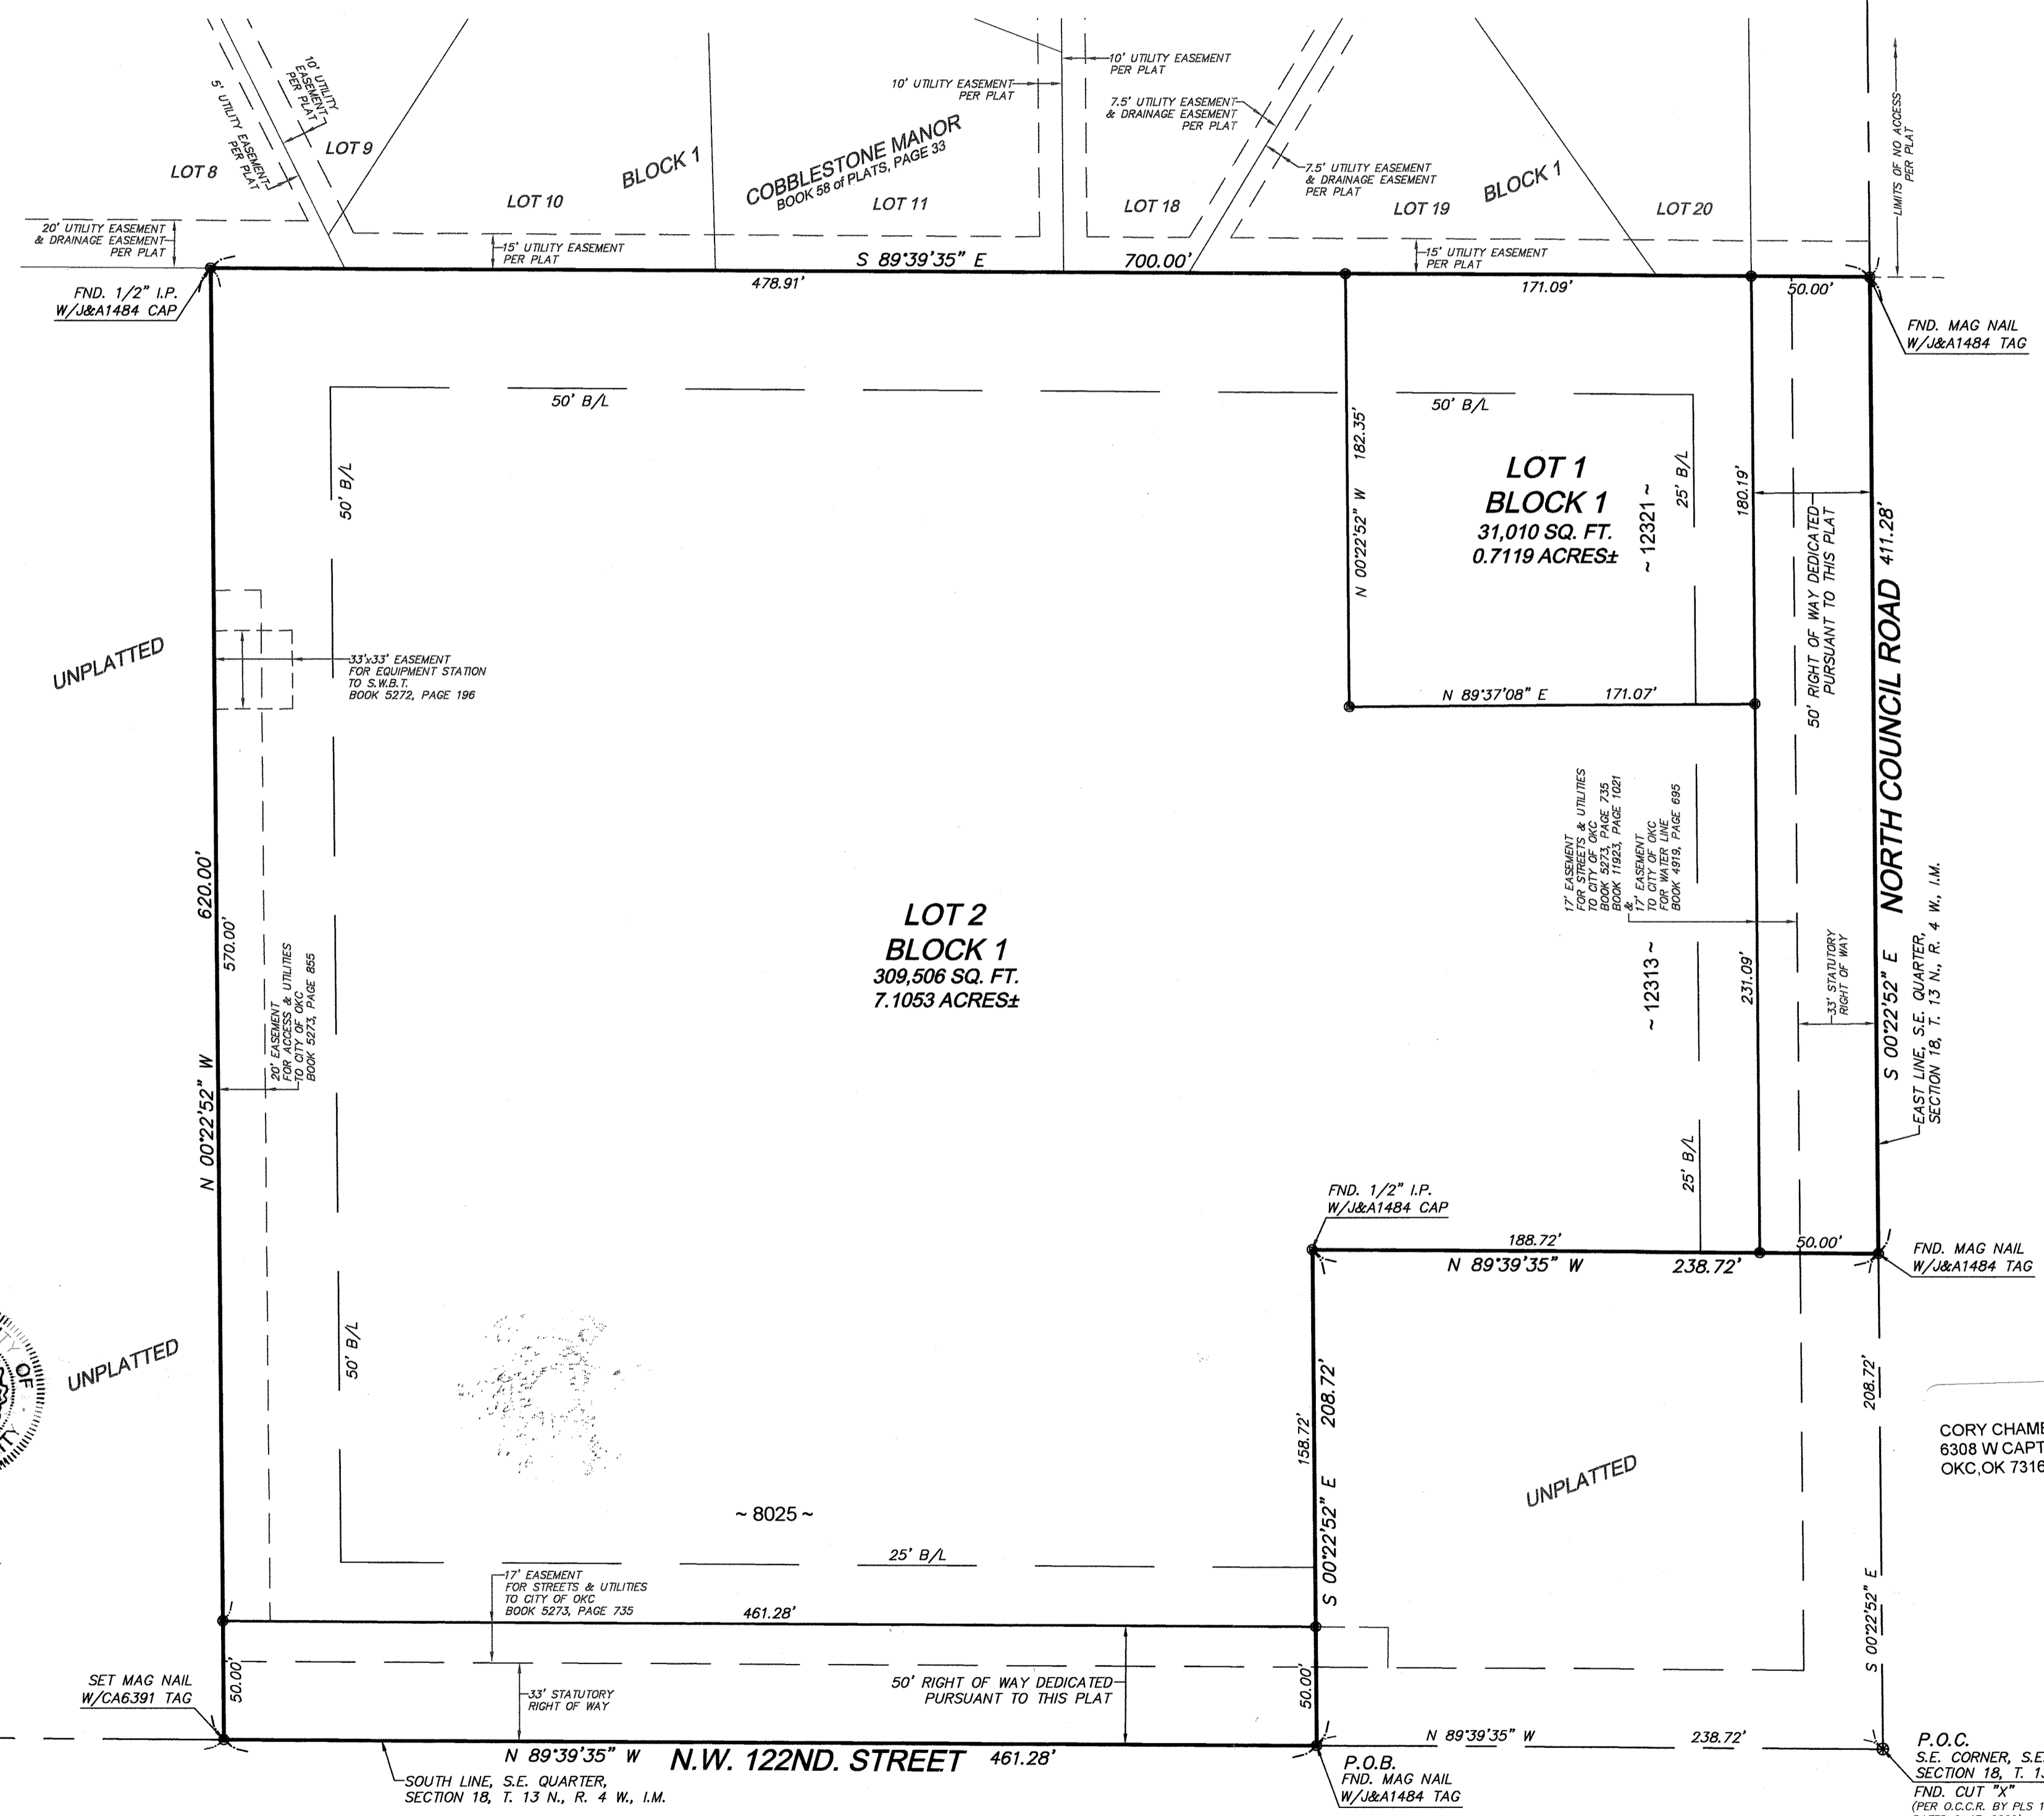 10' UTILITY
EASEMENT
PER PLAT
5' UTILITY EASEMENT
PER PLAT
LOT 8
LOT 9
LOT 10
BLOCK 1
COBBLESTONE MANOR
BOOK 58 of PLATS, PAGE 33
LOT 11
10' UTILITY EASEMENT
PER PLAT
10' UTILITY EASEMENT
PER PLAT
7.5' UTILITY EASEMENT
& DRAINAGE EASEMENT
PER PLAT
7.5' UTILITY EASEMENT
& DRAINAGE EASEMENT
PER PLAT
LOT 18
LOT 19
BLOCK 1
LOT 20
LIMITS OF NO ACCESS
PER PLAT
20' UTILITY EASEMENT
& DRAINAGE EASEMENT
PER PLAT
15' UTILITY EASEMENT
PER PLAT
15' UTILITY EASEMENT
PER PLAT
S 89°39'35" E 700.00'
478.91'
171.09'
50.00'
FND. 1/2" I.P.
W/J&A1484 CAP
FND. MAG NAIL
W/J&A1484 TAG
50' B/L
50' B/L
50' B/L
25' B/L
N 00°22'52" W 182.35'
LOT 1
BLOCK 1
31,010 SQ. FT.
0.7119 ACRES±
~ 12321 ~
180.19'
50' RIGHT OF WAY DEDICATED
PURSUANT TO THIS PLAT
411.28'
NORTH COUNCIL ROAD
S 00°22'52" E
EAST LINE, S.E. QUARTER,
SECTION 18, T. 13 N., R. 4 W., I.M.
UNPLATTED
33'x33' EASEMENT
FOR EQUIPMENT STATION
TO S.W.B.T.
BOOK 5272, PAGE 196
N 89°37'08" E 171.07'
17' EASEMENT
FOR STREETS & UTILITIES
TO CITY OF OKC
BOOK 5273, PAGE 735
BOOK 11923, PAGE 1021
&
17' EASEMENT
TO CITY OF OKC
FOR WATER LINE
BOOK 4919, PAGE 695
620.00'
570.00'
N 00°22'52" W
20' EASEMENT
FOR ACCESS & UTILITIES
TO CITY OF OKC
BOOK 5273, PAGE 855
LOT 2
BLOCK 1
309,506 SQ. FT.
7.1053 ACRES±
~ 12313 ~
231.09'
33' STATUTORY
RIGHT OF WAY
25' B/L
FND. 1/2" I.P.
W/J&A1484 CAP
188.72'
50.00'
N 89°39'35" W 238.72'
FND. MAG NAIL
W/J&A1484 TAG
UNPLATTED
50' B/L
158.72'
208.72'
S 00°22'52" E
UNPLATTED
208.72'
S 00°22'52" E
OF
CORY CHAMB
6308 W CAPT
OKC,OK 7316
~ 8025 ~
25' B/L
17' EASEMENT
FOR STREETS & UTILITIES
TO CITY OF OKC
BOOK 5273, PAGE 735
461.28'
SET MAG NAIL
W/CA6391 TAG
50.00'
33' STATUTORY
RIGHT OF WAY
50' RIGHT OF WAY DEDICATED
PURSUANT TO THIS PLAT
50.00'
N 89°39'35" W N.W. 122ND. STREET 461.28'
SOUTH LINE, S.E. QUARTER,
SECTION 18, T. 13 N., R. 4 W., I.M.
P.O.B.
FND. MAG NAIL
W/J&A1484 TAG
N 89°39'35" W 238.72'
P.O.C.
S.E. CORNER, S.E.
SECTION 18, T. 13
FND. CUT "X"
(PER O.C.C.R. BY PLS 1